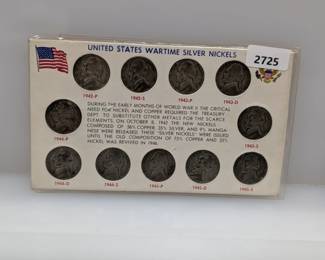 2725
UNITED STATES WARTIME SILVER NICKELS
1942-P 1942-S 1943-P 1943-D
DURING THE EARLY MONTHS OF WORLD WAR II THE CRITICAL
NEED FOR NICKEL AND COPPER REQUIRED THE TREASURY
DEPT. TO SUBSTITUTE OTHER METALS FOR THE SCARCE
ELEMENTS. ON OCTOBER 8, 1942 THE NEW NICKELS
COMPOSED OF 56% COPPER, 35% SILVER, AND 9% MANGA-
NESE WERE RELEASED. THESE "SILVER NICKELS" WERE ISSUED
UNTIL THE OLD COMPOSITION OF 75% COPPER AND 25%
NICKEL WAS REVIVED IN 1946.
1944-P 1943-S
1944-D 1944-S 1945-P 1945-D 1945-S